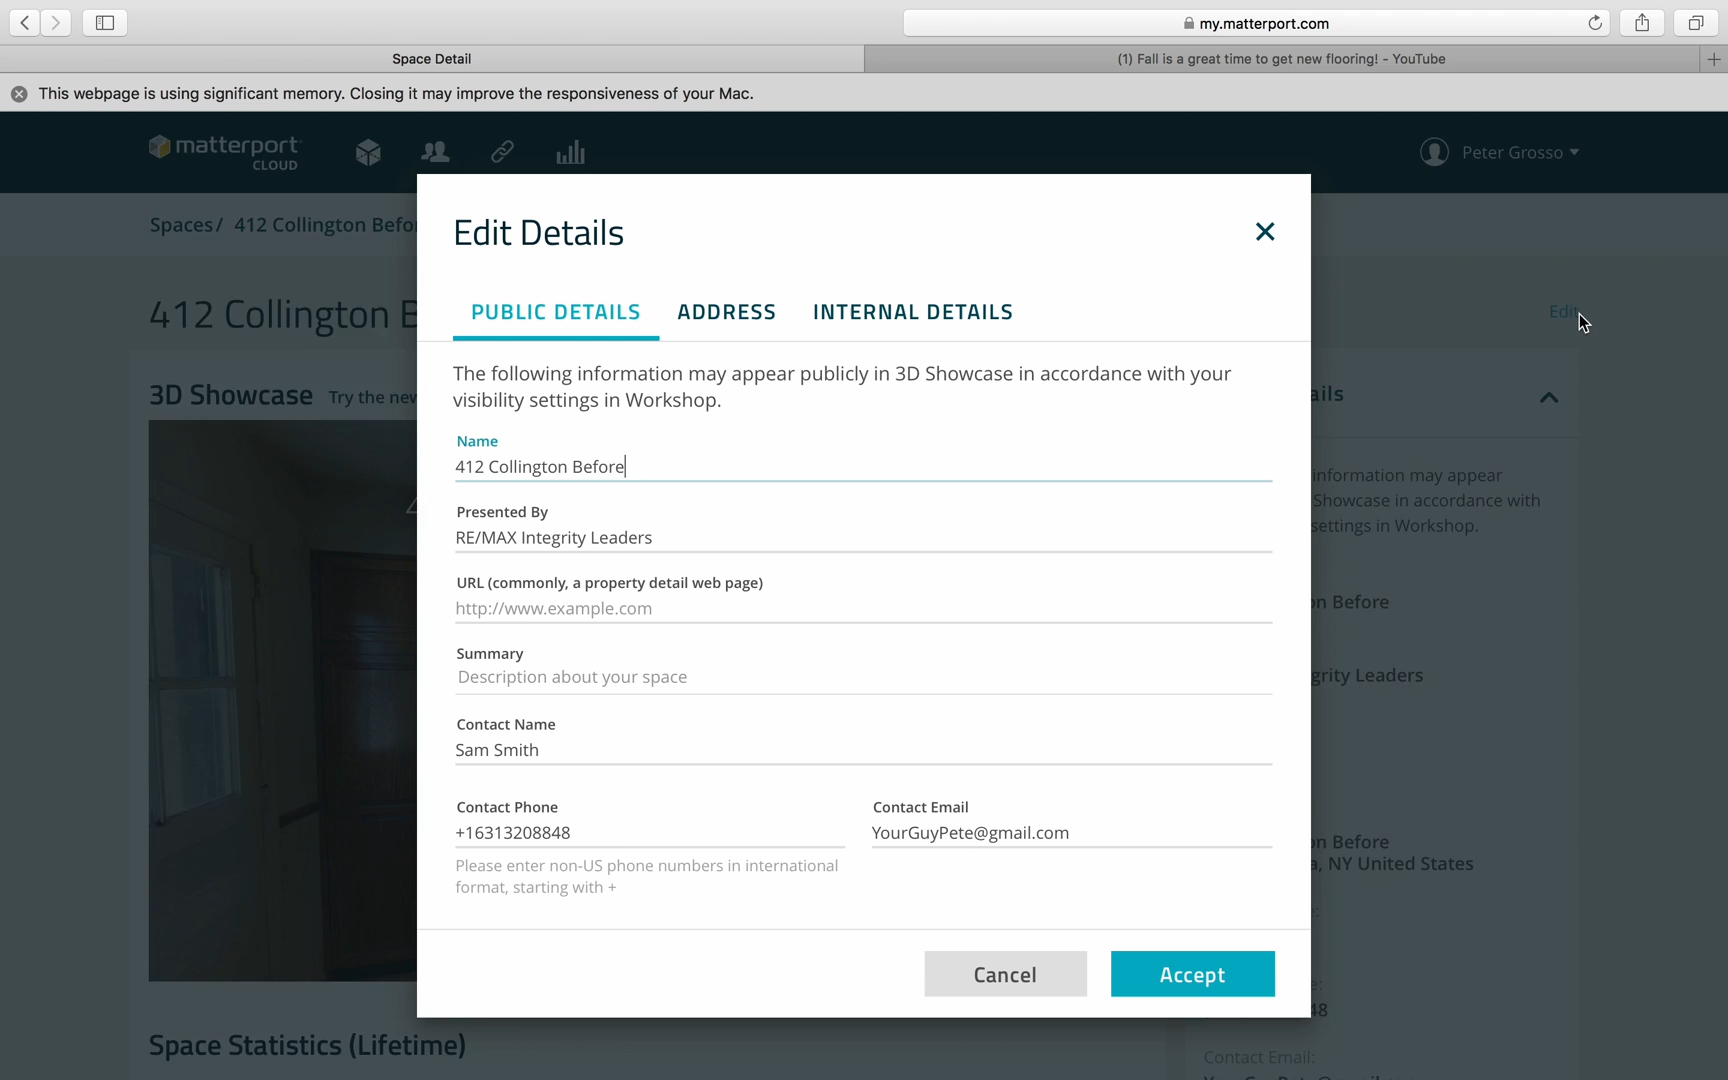 my.matterport.com
Space Detail
(1) Fall is a great time to get new flooring! - YouTube
This webpage is using significant memory. Closing it may improve the responsiveness of your Mac.
matterport
CLOUD
Peter Grosso
Spaces/ 412 Collington Befo
412 Collington B
Edit
3D Showcase Try the new
Edit Details
PUBLIC DETAILS ADDRESS INTERNAL DETAILS
The following information may appear publicly in 3D Showcase in accordance with your
visibility settings in Workshop.
Name
412 Collington Before
Presented By
RE/MAX Integrity Leaders
URL (commonly, a property detail web page)
http://www.example.com
Summary
Description about your space
Contact Name
Sam Smith
Contact Phone
+16313208848
Please enter non-US phone numbers in international
format, starting with +
Contact Email
YourGuyPete@gmail.com
Cancel
Accept
ails
information may appear
Showcase in accordance with
settings in Workshop.
on Before
grity Leaders
on Before
a, NY United States
48
Contact Email:
Space Statistics (Lifetime)